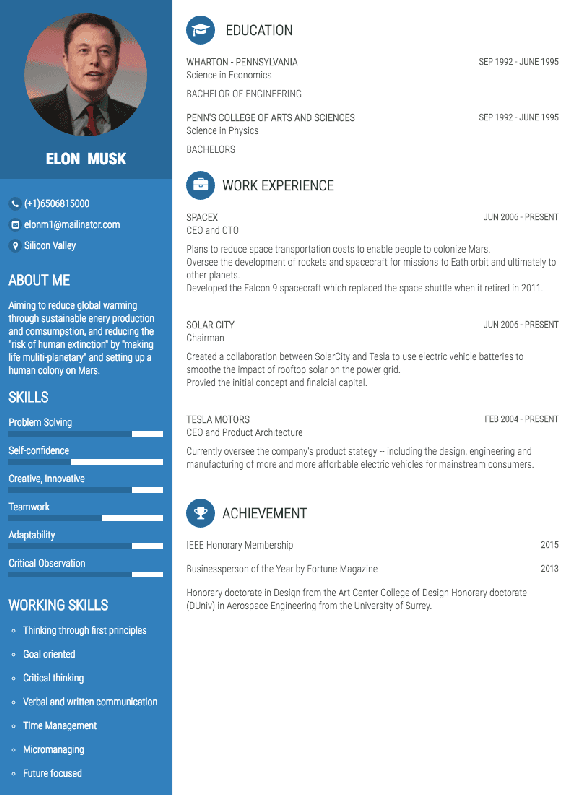 ELON MUSK
(+1)6506815000
elonm1@mailinator.com
Silicon Valley
ABOUT ME
Aiming to reduce global warming
through sustainable enery production
and comsumpstion, and reducing the
"risk of human extinction" by "making
life muliti-planetary" and setting up a
human colony on Mars.
SKILLS
Problem Solving
Self-confidence
Creative, Innovative
Teamwork
Adaptability
Critical Observation
WORKING SKILLS
Thinking through first principles
Goal oriented
Critical thinking
Verbal and written communication
Time Management
Micromanaging
Future focused
EDUCATION
WHARTON - PENNSYLVANIA SEP 1992 - JUNE 1995
Science in Economics
BACHELOR OF ENGINEERING
PENN'S COLLEGE OF ARTS AND SCIENCES SEP 1992 - JUNE 1995
Science in Physics
BACHELORS
WORK EXPERIENCE
SPACEX JUN 2006 - PRESENT
CEO and CTO
Plans to reduce space transportation costs to enable people to colonize Mars.
Oversee the development of rockets and spacecraft for missions to Eath orbit and ultimately to
other planets.
Developed the Falcon 9 spacecraft which replaced the space shuttle when it retired in 2011.
SOLAR CITY JUN 2006 - PRESENT
Chairman
Created a collaboration between SolarCity and Tesla to use electric vehicle batteries to
smoothe the impact of rooftop solar on the power grid.
Provied the initial concept and finalcial capital.
TESLA MOTORS FEB 2004 - PRESENT
CEO and Product Architecture
Currently oversee the company's product stategy -- including the design, engineering and
manufacturing of more and more afforbable electric vehicles for mainstream consumers.
ACHIEVEMENT
IEEE Honorary Membership 2015
Businessperson of the Year by Fortune Magazine 2013
Honorary doctorate in Design from the Art Center College of Design Honorary doctorate
(DUniv) in Aerospace Engineering from the University of Surrey.